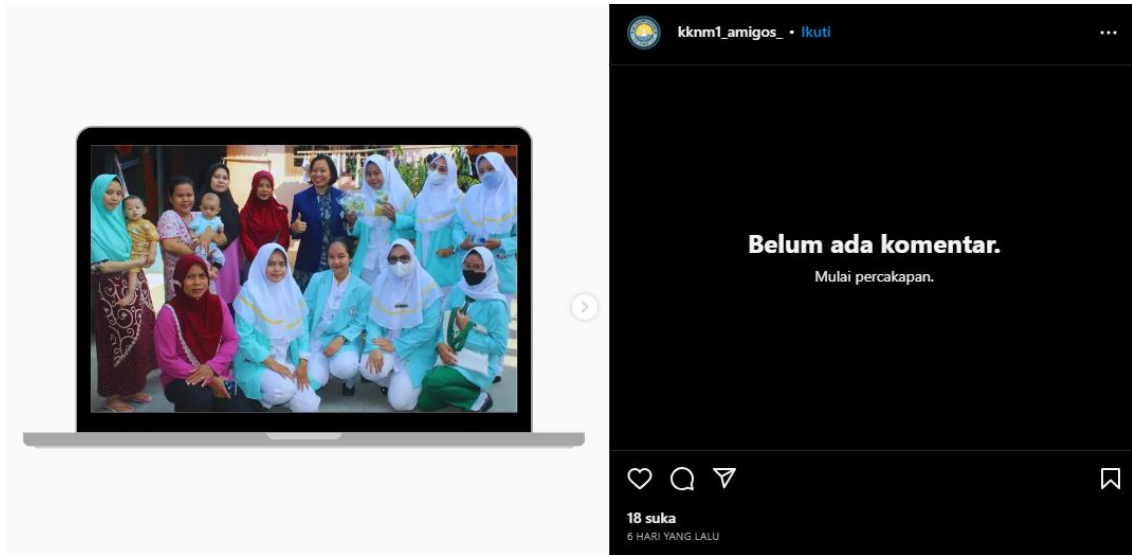 kknm1_amigos_ • Ikuti
Belum ada komentar.
Mulai percakapan.
18 suka
6 HARI YANG LALU